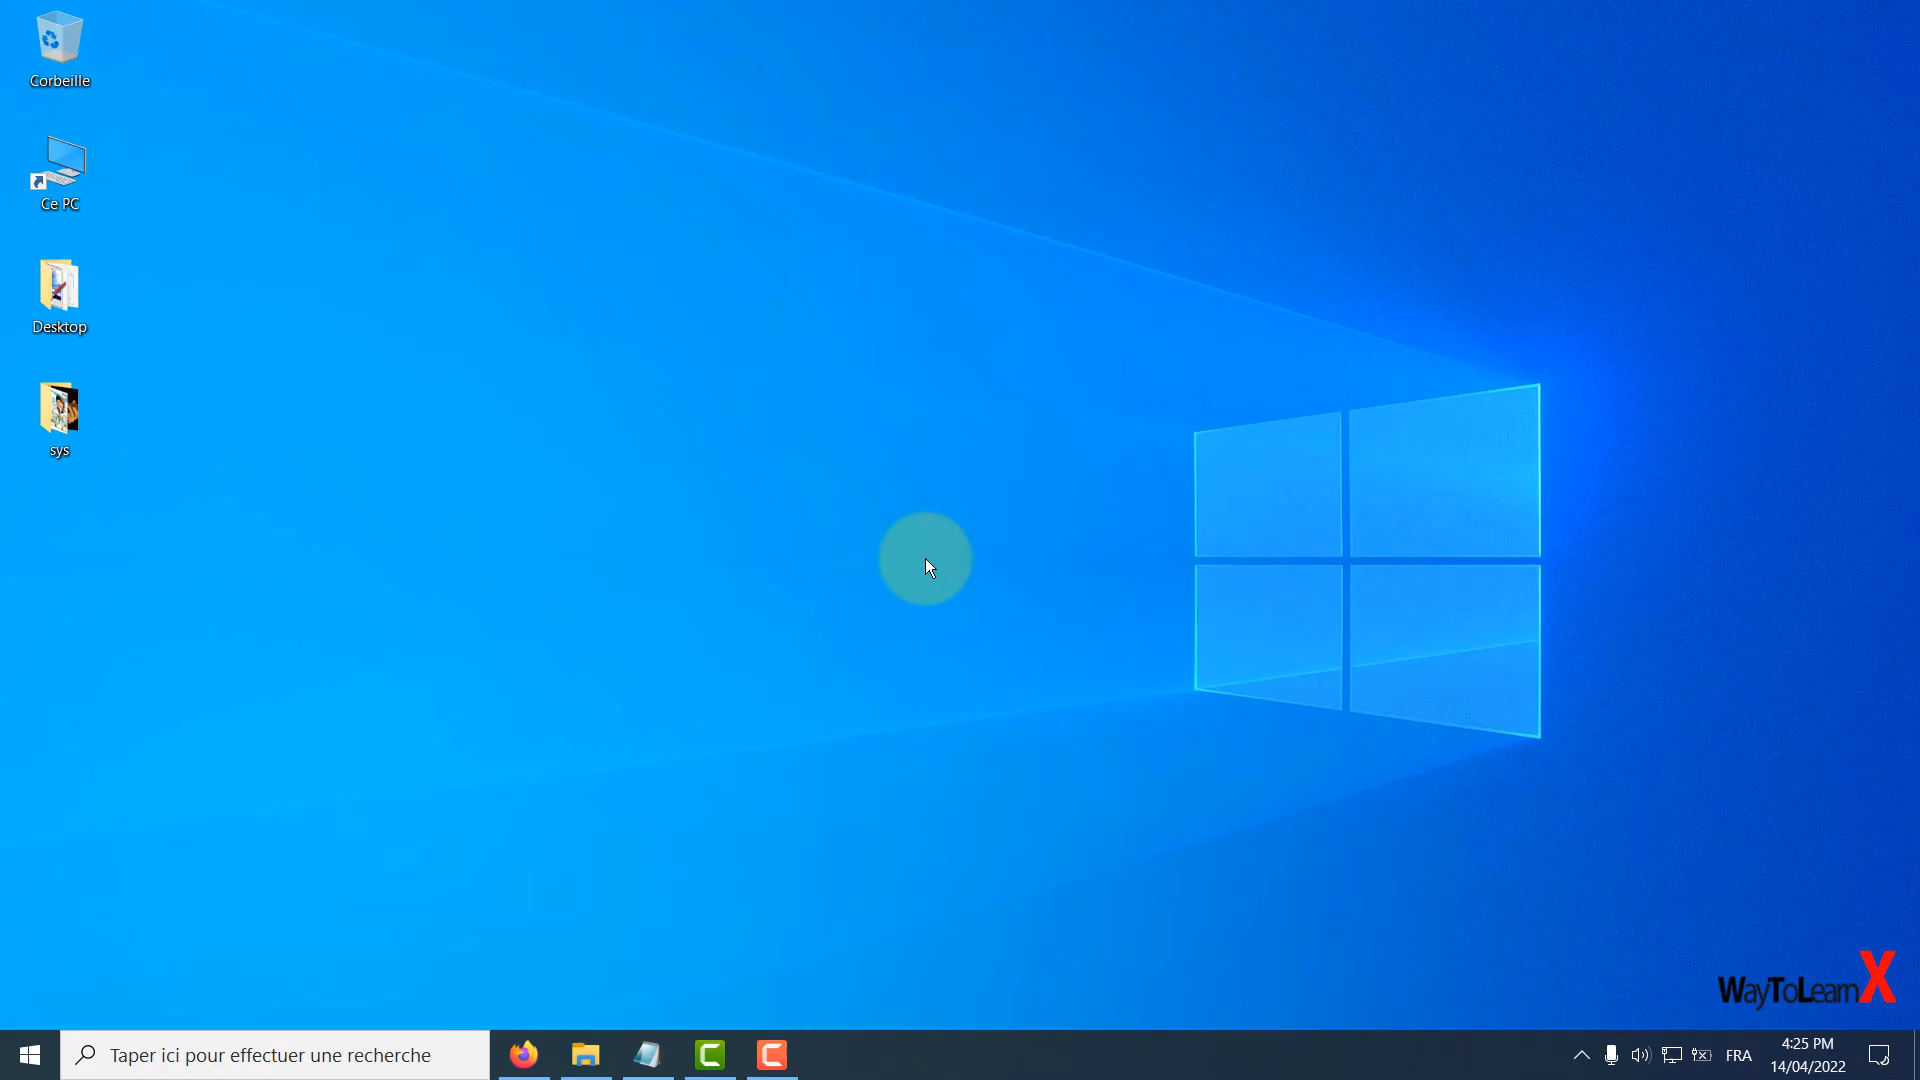 Corbeille
Ce PC
Desktop
sys
WayToLearnX
Taper ici pour effectuer une recherche
FRA
4:25 PM
14/04/2022